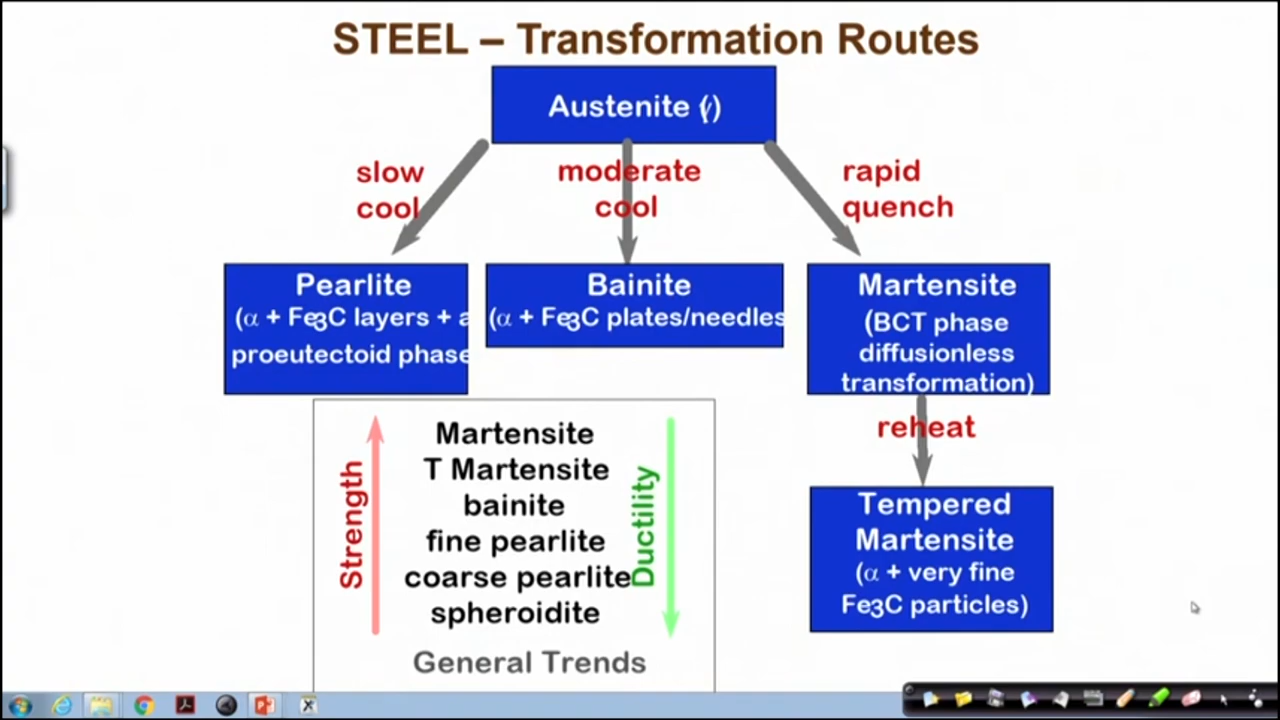 STEEL – Transformation Routes
Austenite (γ)
slow
cool
moderate
cool
rapid
quench
Pearlite
(α + Fe3C layers + a
proeutectoid phase
Bainite
(α + Fe3C plates/needles
Martensite
(BCT phase
diffusionless
transformation)
reheat
Tempered
Martensite
(α + very fine
Fe3C particles)
Strength
Martensite
T Martensite
bainite
fine pearlite
coarse pearlite
spheroidite
Ductility
General Trends